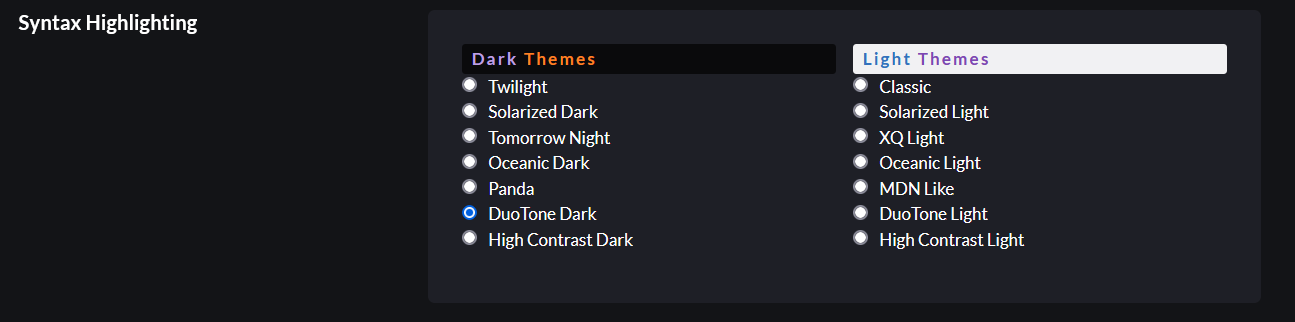 Syntax Highlighting
Dark Themes
Twilight
Solarized Dark
Tomorrow Night
Oceanic Dark
Panda
DuoTone Dark
High Contrast Dark
Light Themes
Classic
Solarized Light
XQ Light
Oceanic Light
MDN Like
DuoTone Light
High Contrast Light